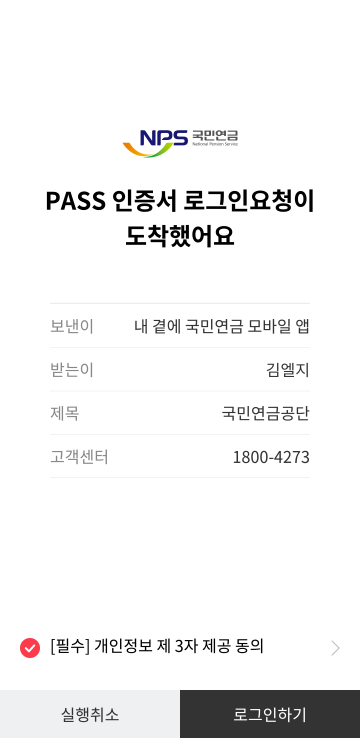 NPS 국민연금
National Pension Service
PASS 인증서 로그인요청이
도착했어요
보낸이 내 곁에 국민연금 모바일 앱
받는이 김엘지
제목 국민연금공단
고객센터 1800-4273
[필수] 개인정보 제 3자 제공 동의
실행취소 로그인하기